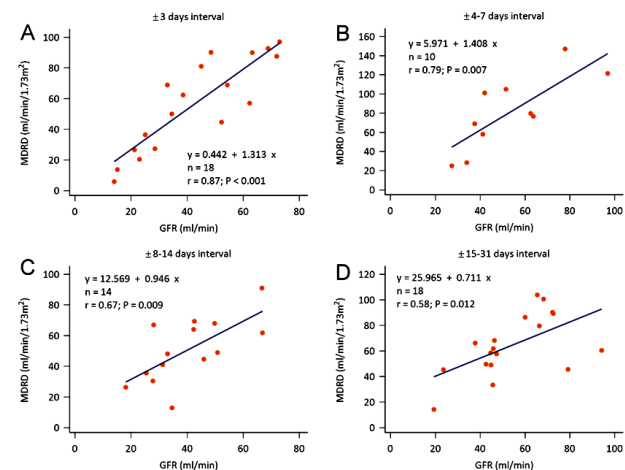 A
±3 days interval
MDRD (ml/min/1.73m²)
100
80
60
40
20
0
y = 0.442 + 1.313 x
n = 18
r = 0.87; P < 0.001
0 20 40 60 80
GFR (ml/min)
B
±4-7 days interval
MDRD (ml/min/1.73m²)
160
140
120
100
80
60
40
20
0
y = 5.971 + 1.408 x
n = 10
r = 0.79; P = 0.007
0 20 40 60 80 100
GFR (ml/min)
C
±8-14 days interval
MDRD (ml/min/1.73m²)
100
80
60
40
20
0
y = 12.569 + 0.946 x
n = 14
r = 0.67; P = 0.009
0 20 40 60 80
GFR (ml/min)
D
±15-31 days interval
MDRD (ml/min/1.73m²)
120
100
80
60
40
20
0
y = 25.965 + 0.711 x
n = 18
r = 0.58; P = 0.012
0 20 40 60 80 100
GFR (ml/min)